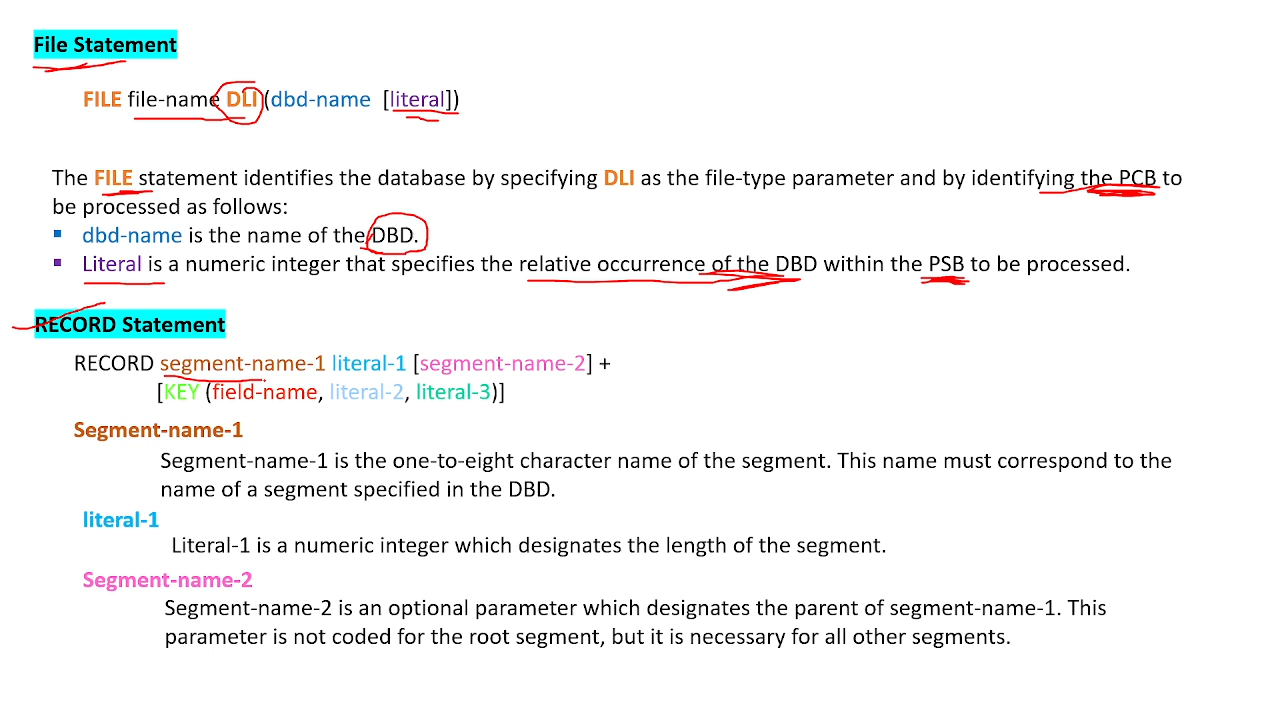 File Statement
FILE file-name DLI (dbd-name [literal])
The FILE statement identifies the database by specifying DLI as the file-type parameter and by identifying the PCB to
be processed as follows:
▪ dbd-name is the name of the DBD.
▪ Literal is a numeric integer that specifies the relative occurrence of the DBD within the PSB to be processed.
RECORD Statement
RECORD segment-name-1 literal-1 [segment-name-2] +
[KEY (field-name, literal-2, literal-3)]
Segment-name-1
Segment-name-1 is the one-to-eight character name of the segment. This name must correspond to the
name of a segment specified in the DBD.
literal-1
Literal-1 is a numeric integer which designates the length of the segment.
Segment-name-2
Segment-name-2 is an optional parameter which designates the parent of segment-name-1. This
parameter is not coded for the root segment, but it is necessary for all other segments.